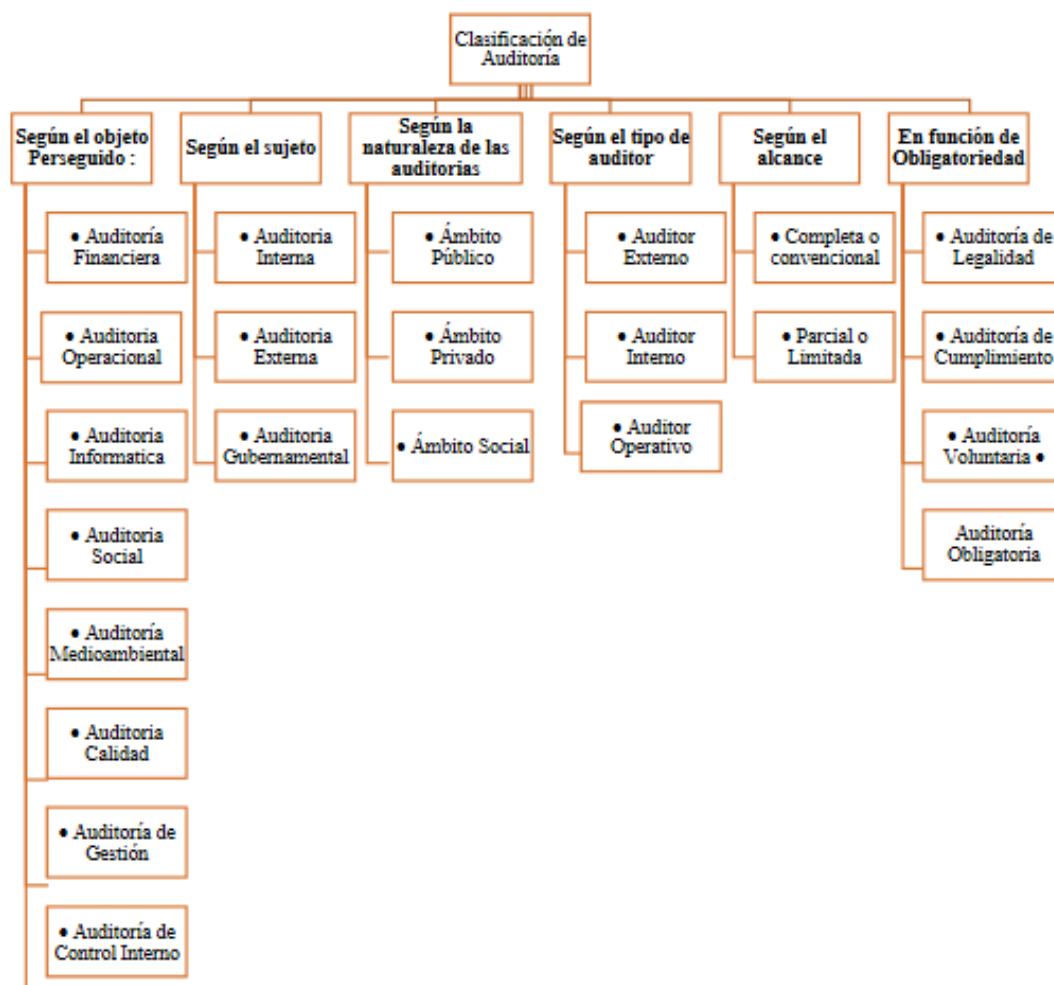 Clasificación de
Auditoría
Según el objeto
Perseguido :
• Auditoría
Financiera
• Auditoria
Operacional
• Auditoria
Informatica
• Auditoria
Social
• Auditoría
Medioambiental
• Auditoria
Calidad
• Auditoría de
Gestión
• Auditoría de
Control Interno
Según el sujeto
• Auditoria
Interna
• Auditoria
Externa
• Auditoria
Gubernamental
Según la
naturaleza de las
auditorias
• Ámbito
Público
• Ámbito
Privado
• Ámbito Social
Según el tipo de
auditor
• Auditor
Externo
• Auditor
Interno
• Auditor
Operativo
Según el
alcance
• Completa o
convencional
• Parcial o
Limitada
En función de
Obligatoriedad
• Auditoría de
Legalidad
• Auditoría de
Cumplimiento
• Auditoría
Voluntaria •
Auditoría
Obligatoria